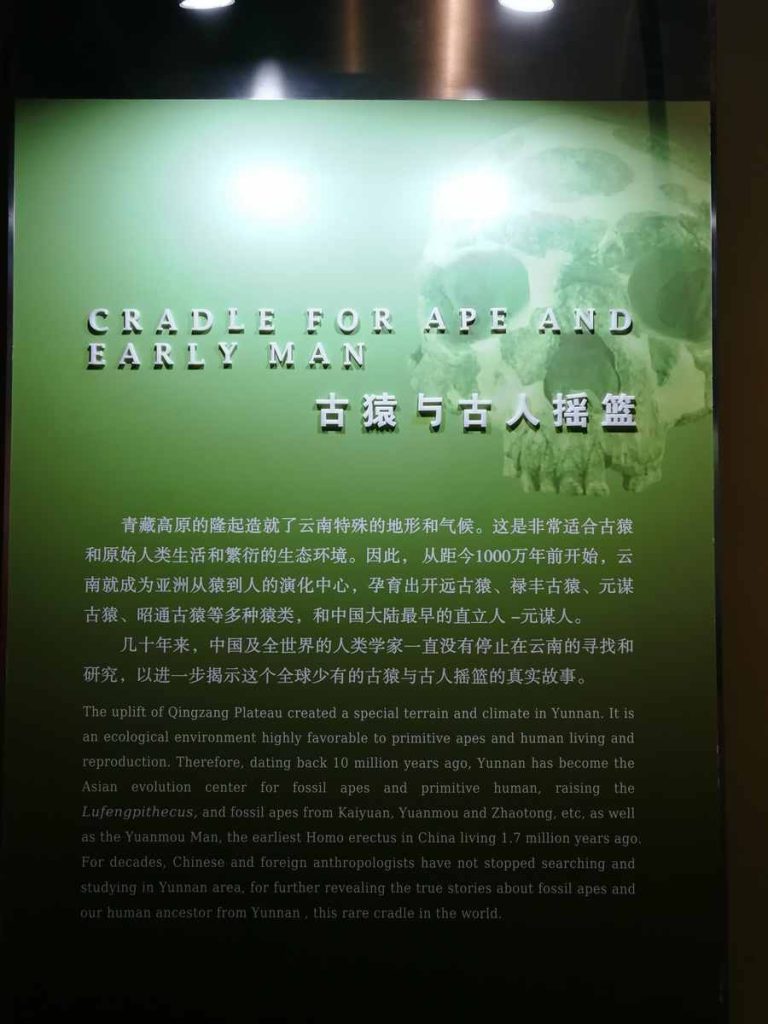 CRADLE FOR APE AND
EARLY MAN
古猿与古人摇篮
青藏高原的隆起造就了云南特殊的地形和气候。这是非常适合古猿
和原始人类生活和繁衍的生态环境。因此，从距今1000万年前开始，云
南就成为亚洲从猿到人的演化中心，孕育出开远古猿、禄丰古猿、元谋
古猿、昭通古猿等多种猿类，和中国大陆最早的直立人–元谋人。
几十年来，中国及全世界的人类学家一直没有停止在云南的寻找和
研究，以进一步揭示这个全球少有的古猿与古人摇篮的真实故事。
The uplift of Qingzang Plateau created a special terrain and climate in Yunnan. It is
an ecological environment highly favorable to primitive apes and human living and
reproduction. Therefore, dating back 10 million years ago, Yunnan has become the
Asian evolution center for fossil apes and primitive human, raising the
Lufengpithecus, and fossil apes from Kaiyuan, Yuanmou and Zhaotong, etc, as well
as the Yuanmou Man, the earliest Homo erectus in China living 1.7 million years ago.
For decades, Chinese and foreign anthropologists have not stopped searching and
studying in Yunnan area, for further revealing the true stories about fossil apes and
our human ancestor from Yunnan , this rare cradle in the world.